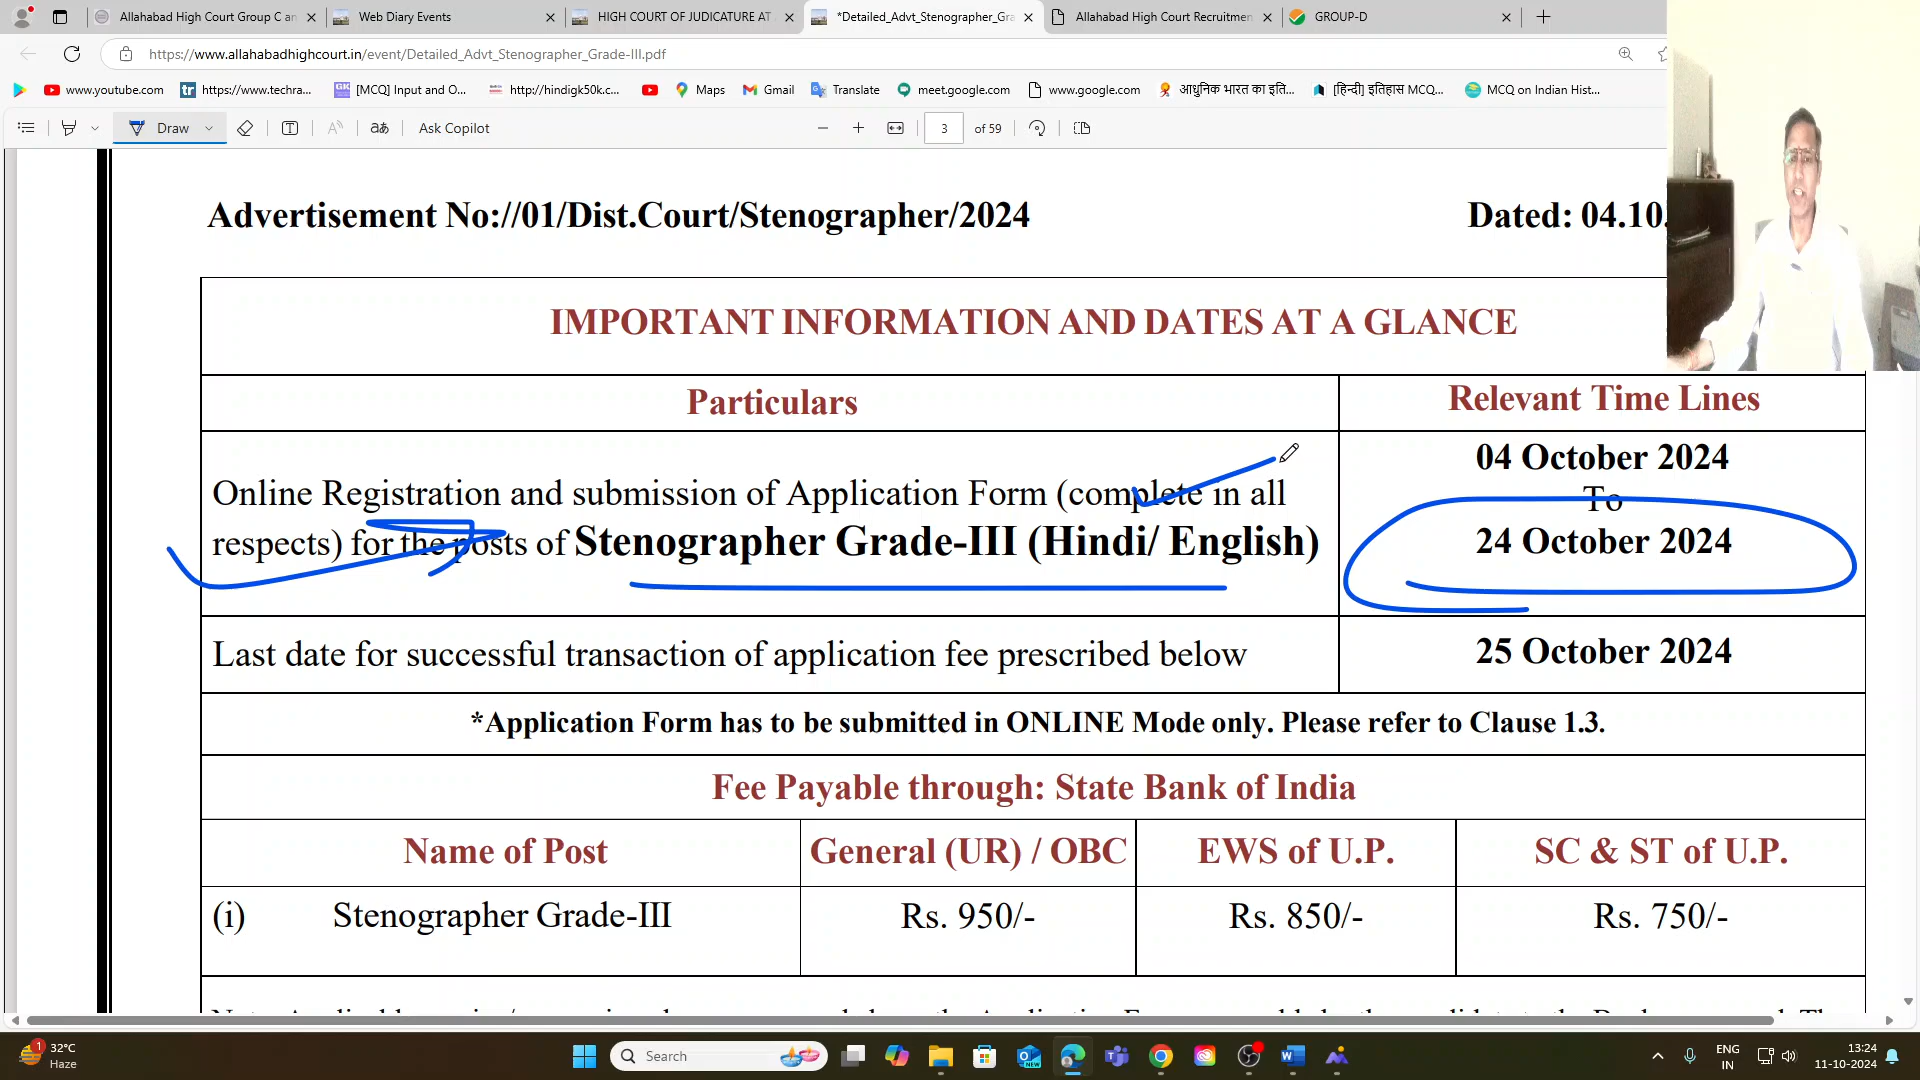 Allahabad High Court Group C an
Web Diary Events
HIGH COURT OF JUDICATURE AT
*Detailed_Advt_Stenographer_Gra
Allahabad High Court Recruitmen
GROUP-D
https://www.allahabadhighcourt.in/event/Detailed_Advt_Stenographer_Grade-III.pdf
www.youtube.com
https://www.techra...
[MCQ] Input and O...
http://hindigk50k.c...
Maps
Gmail
Translate
meet.google.com
www.google.com
आधुनिक भारत का इति...
[हिन्दी] इतिहास MCQ...
MCQ on Indian Hist...
Draw
Ask Copilot
3
of 59
Advertisement No://01/Dist.Court/Stenographer/2024
Dated: 04.10.
IMPORTANT INFORMATION AND DATES AT A GLANCE
Particulars
Relevant Time Lines
Online Registration and submission of Application Form (complete in all
respects) for the posts of Stenographer Grade-III (Hindi/ English)
04 October 2024
To
24 October 2024
Last date for successful transaction of application fee prescribed below
25 October 2024
*Application Form has to be submitted in ONLINE Mode only. Please refer to Clause 1.3.
Fee Payable through: State Bank of India
Name of Post
General (UR) / OBC
EWS of U.P.
SC & ST of U.P.
(i) Stenographer Grade-III
Rs. 950/-
Rs. 850/-
Rs. 750/-
1
32°C
Haze
Search
ENG
IN
13:24
11-10-2024